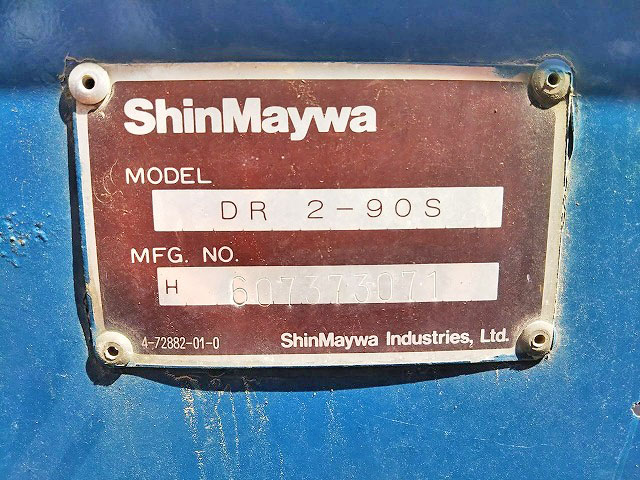 ShinMaywa
MODEL
DR 2-90S
MFG. NO.
H 607373071
4-72882-01-0 ShinMaywa Industries, Ltd.